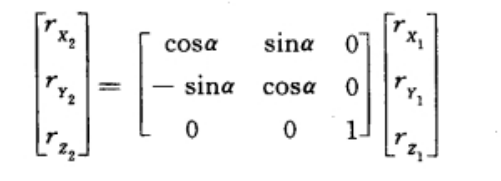 r_{X_2} cosα sinα 0 r_{X_1}
r_{Y_2} = − sinα cosα 0 r_{Y_1}
r_{Z_2} 0 0 1 r_{Z_1}